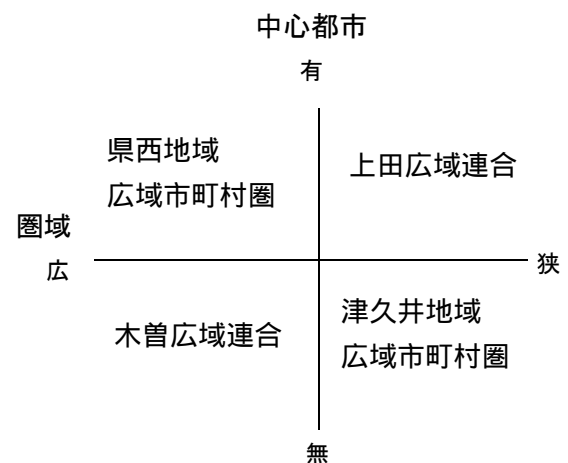 中心都市
有
県西地域
広域市町村圏
上田広域連合
圏域
広
狭
木曽広域連合
津久井地域
広域市町村圏
無